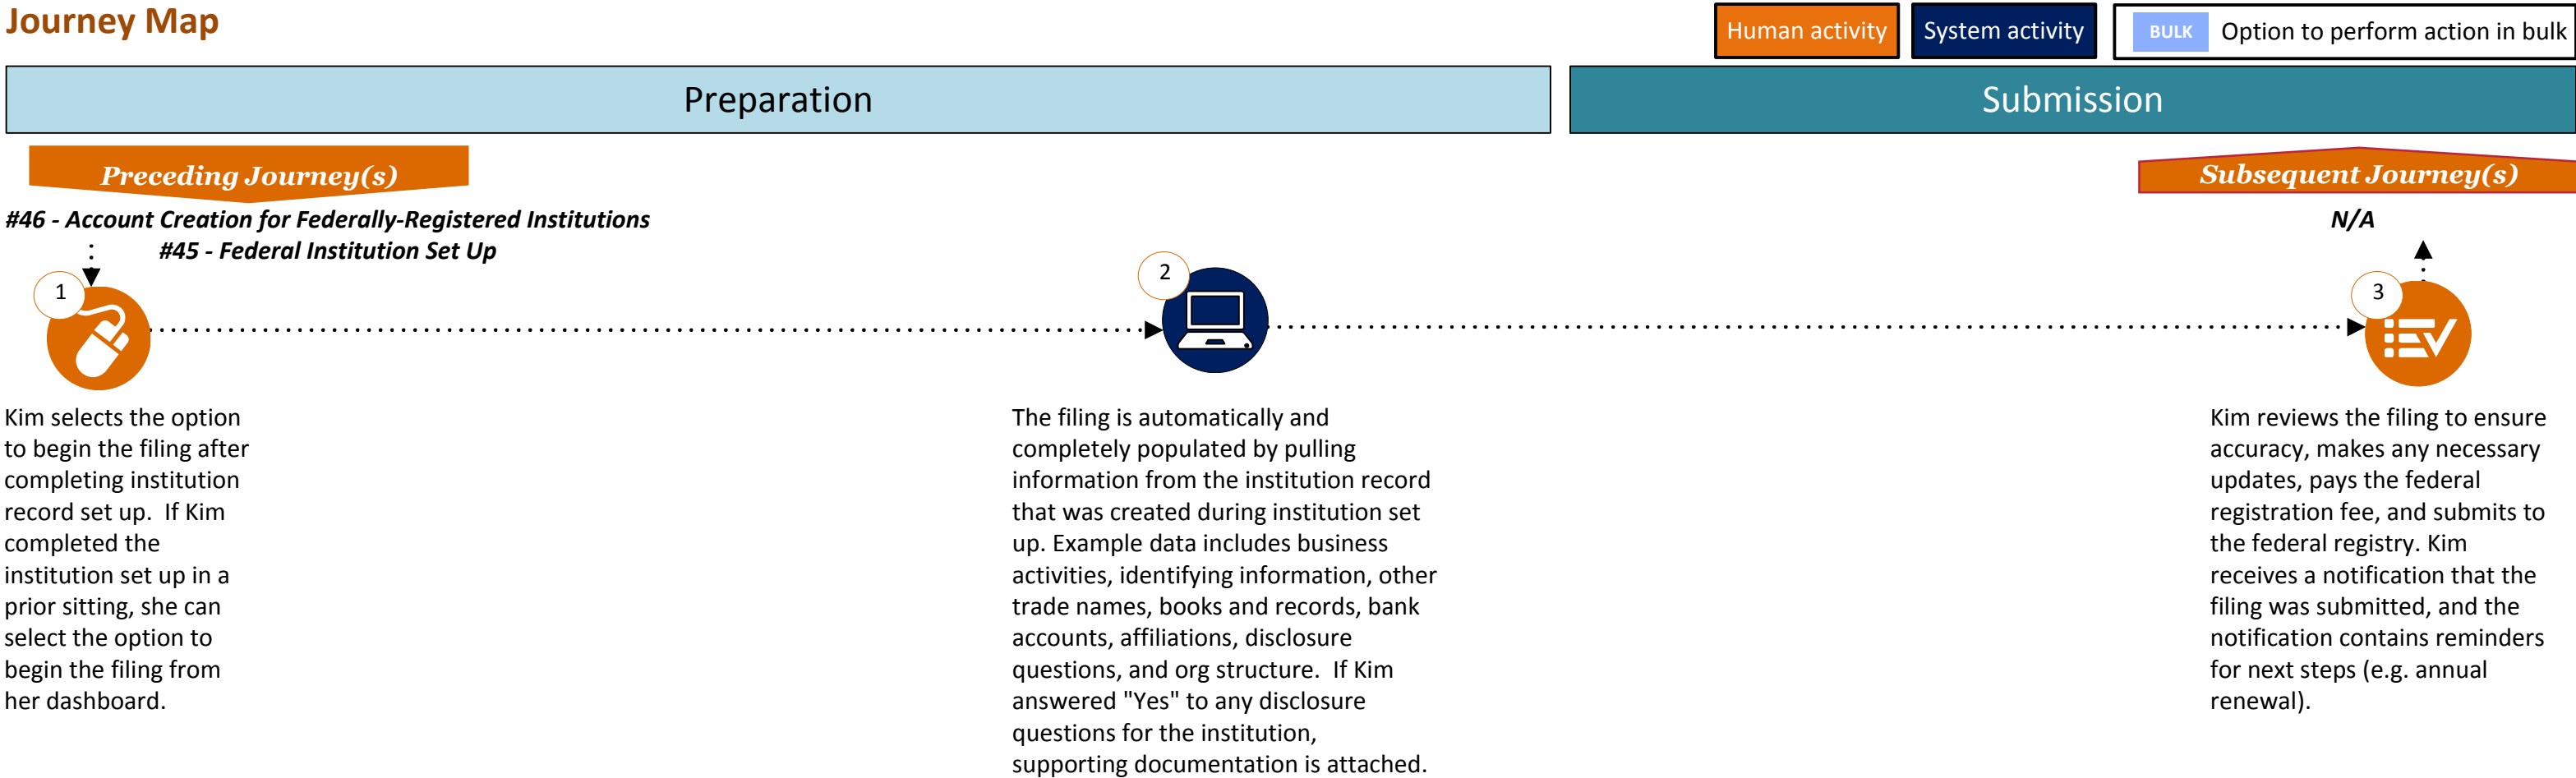 Journey Map
Human activity
System activity
BULK Option to perform action in bulk
Preparation
Submission
Preceding Journey(s)
Subsequent Journey(s)
#46 - Account Creation for Federally-Registered Institutions
#45 - Federal Institution Set Up
N/A
1
2
3
Kim selects the option
to begin the filing after
completing institution
record set up.  If Kim
completed the
institution set up in a
prior sitting, she can
select the option to
begin the filing from
her dashboard.
The filing is automatically and
completely populated by pulling
information from the institution record
that was created during institution set
up. Example data includes business
activities, identifying information, other
trade names, books and records, bank
accounts, affiliations, disclosure
questions, and org structure.  If Kim
answered "Yes" to any disclosure
questions for the institution,
supporting documentation is attached.
Kim reviews the filing to ensure
accuracy, makes any necessary
updates, pays the federal
registration fee, and submits to
the federal registry. Kim
receives a notification that the
filing was submitted, and the
notification contains reminders
for next steps (e.g. annual
renewal).